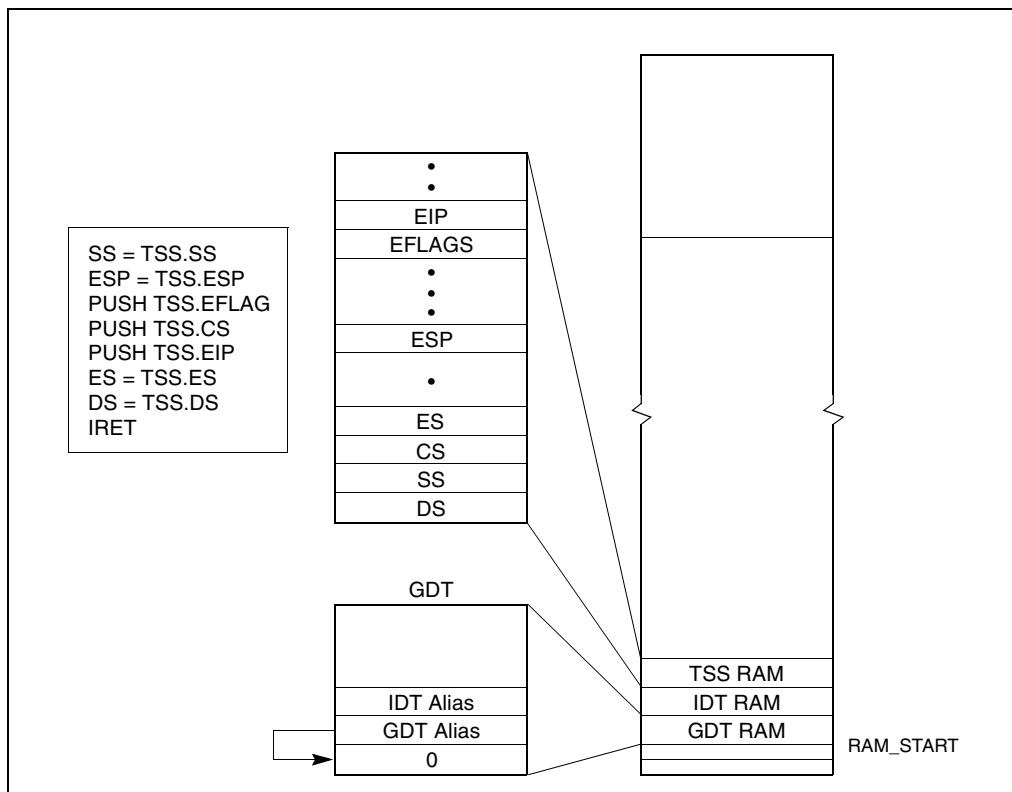 SS = TSS.SS
ESP = TSS.ESP
PUSH TSS.EFLAG
PUSH TSS.CS
PUSH TSS.EIP
ES = TSS.ES
DS = TSS.DS
IRET
EIP
EFLAGS
ESP
ES
CS
SS
DS
GDT
IDT Alias
GDT Alias
0
TSS RAM
IDT RAM
GDT RAM
RAM_START